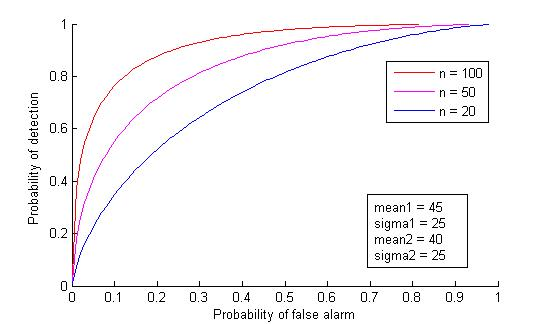 1
0.8
0.6
0.4
0.2
0
Probability of detection
n = 100
n = 50
n = 20
mean1 = 45
sigma1 = 25
mean2 = 40
sigma2 = 25
0 0.1 0.2 0.3 0.4 0.5 0.6 0.7 0.8 0.9 1
Probability of false alarm